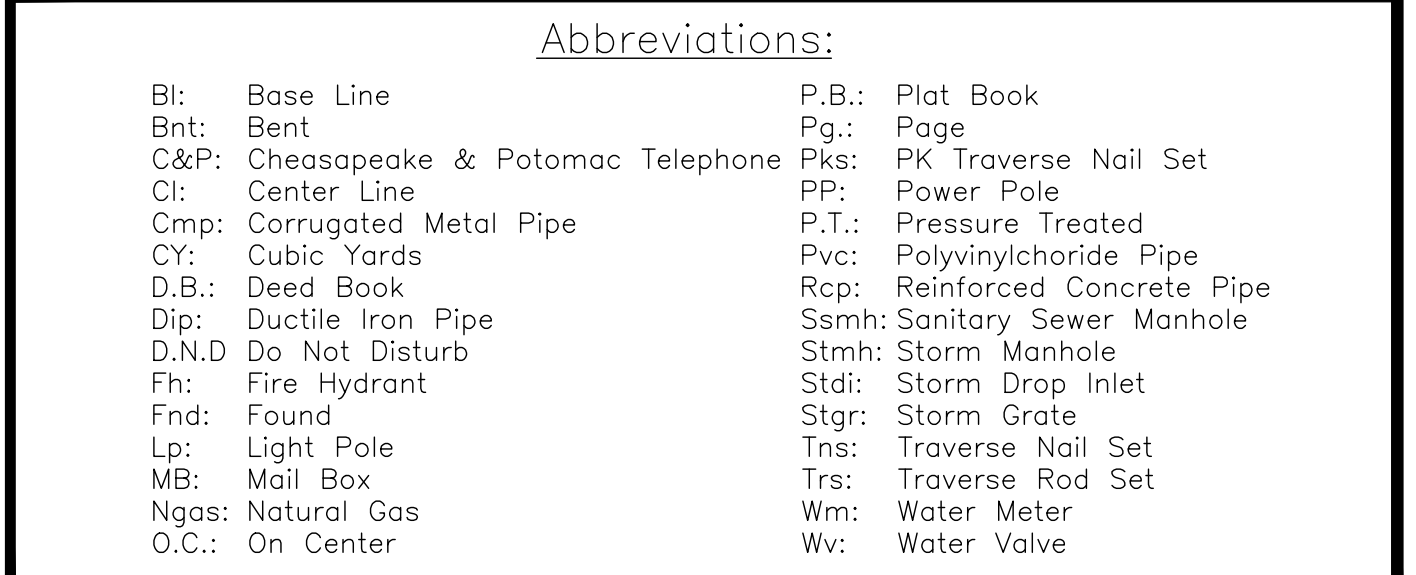 Abbreviations:
Bl: Base Line
Bnt: Bent
C&P: Cheasapeake & Potomac Telephone
Cl: Center Line
Cmp: Corrugated Metal Pipe
CY: Cubic Yards
D.B.: Deed Book
Dip: Ductile Iron Pipe
D.N.D Do Not Disturb
Fh: Fire Hydrant
Fnd: Found
Lp: Light Pole
MB: Mail Box
Ngas: Natural Gas
O.C.: On Center
P.B.: Plat Book
Pg.: Page
Pks: PK Traverse Nail Set
PP: Power Pole
P.T.: Pressure Treated
Pvc: Polyvinylchoride Pipe
Rcp: Reinforced Concrete Pipe
Ssmh: Sanitary Sewer Manhole
Stmh: Storm Manhole
Stdi: Storm Drop Inlet
Stgr: Storm Grate
Tns: Traverse Nail Set
Trs: Traverse Rod Set
Wm: Water Meter
Wv: Water Valve